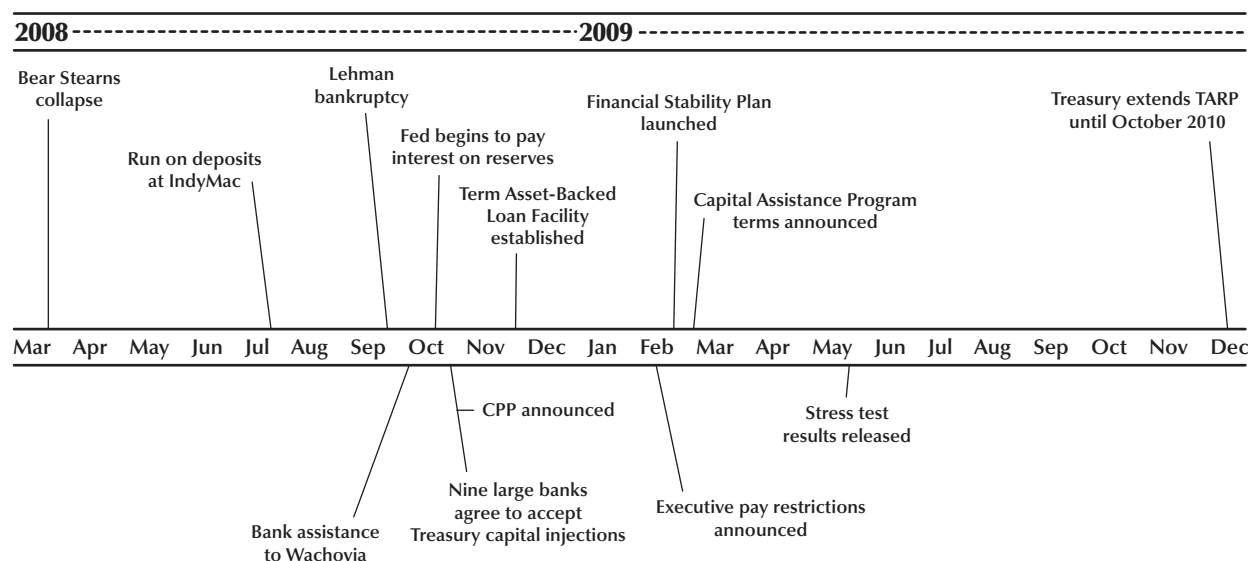 2008
2009
Bear Stearns
collapse
Run on deposits
at IndyMac
Lehman
bankruptcy
Fed begins to pay
interest on reserves
Term Asset-Backed
Loan Facility
established
Financial Stability Plan
launched
Capital Assistance Program
terms announced
Treasury extends TARP
until October 2010
Mar Apr May Jun Jul Aug Sep Oct Nov Dec Jan Feb Mar Apr May Jun Jul Aug Sep Oct Nov Dec
Bank assistance
to Wachovia
CPP announced
Nine large banks
agree to accept
Treasury capital injections
Executive pay restrictions
announced
Stress test
results released